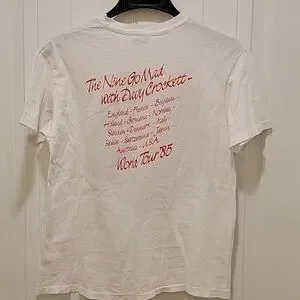 The Nine Go Mad
with Davy Crockett -
England - France - Belgium -
Holland - Germany - Norway -
Sweden - Denmark - Italy -
Spain - Switzerland - Japan
Australia - U.S.A.
World Tour '85